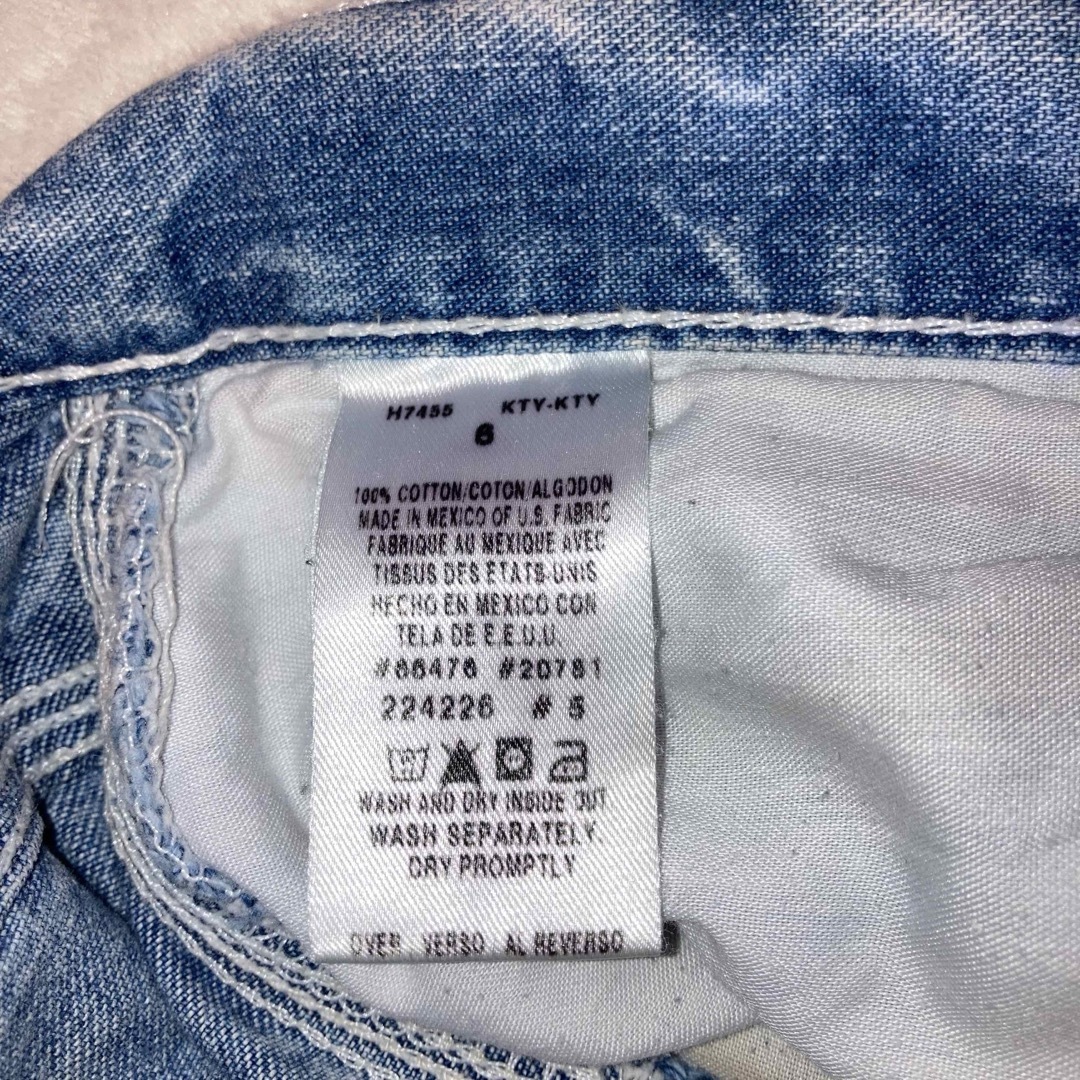 H7455 KTY-KTY
6
100% COTTON/COTON/ALGODON
MADE IN MEXICO OF U.S. FABRIC
FABRIQUE AU MEXIQUE AVEC
TISSUS DES ETATS-UNIS
HECHO EN MEXICO CON
TELA DE E.E.U.U.
#66476 #20761
224226 # 5
WASH AND DRY INSIDE OUT
WASH SEPARATELY
DRY PROMPTLY
OVER VERSO AL REVERSO